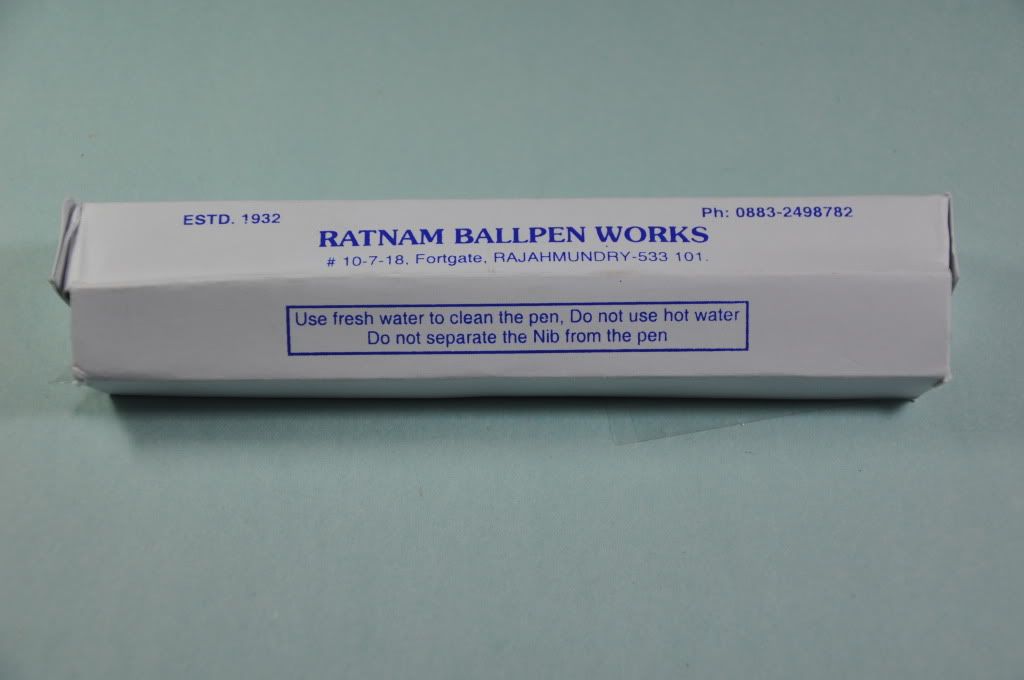 ESTD. 1932
Ph: 0883-2498782
RATNAM BALLPEN WORKS
# 10-7-18, Fortgate, RAJAHMUNDRY-533 101.
Use fresh water to clean the pen, Do not use hot water
Do not separate the Nib from the pen